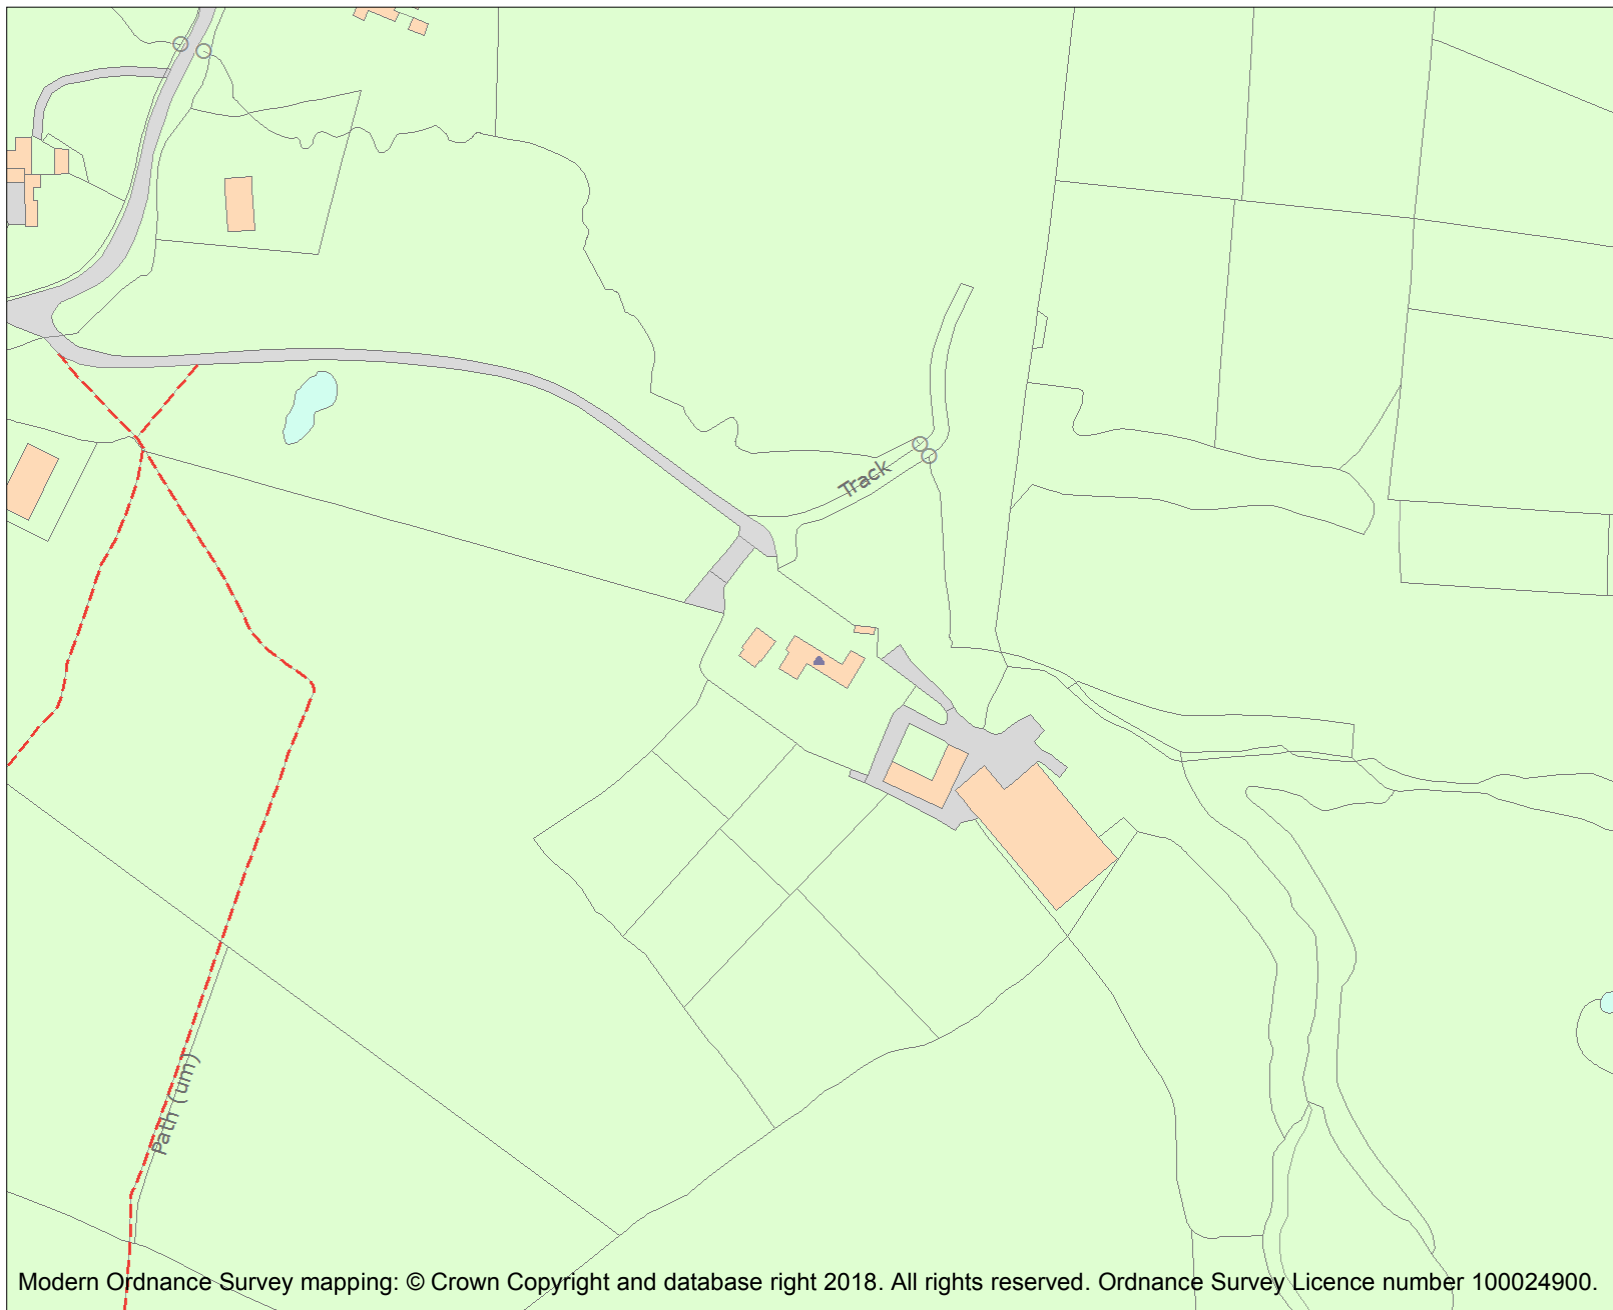 Track
Path (um)
Modern Ordnance Survey mapping: © Crown Copyright and database right 2018. All rights reserved. Ordnance Survey Licence number 100024900.